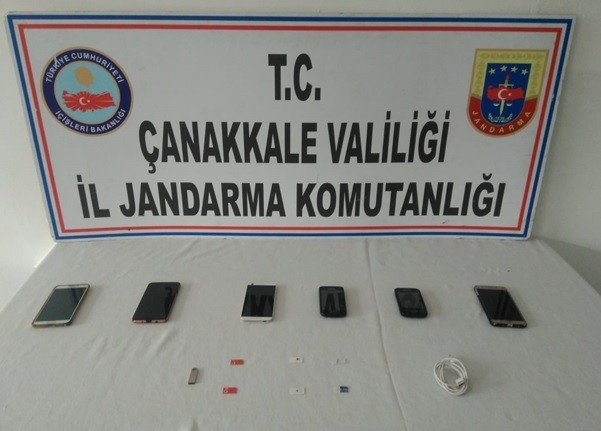 TÜRKİYE CUMHURİYETİ
İÇİŞLERİ BAKANLIĞI
T.C.
ÇANAKKALE VALİLİĞİ
İL JANDARMA KOMUTANLIĞI
JANDARMA